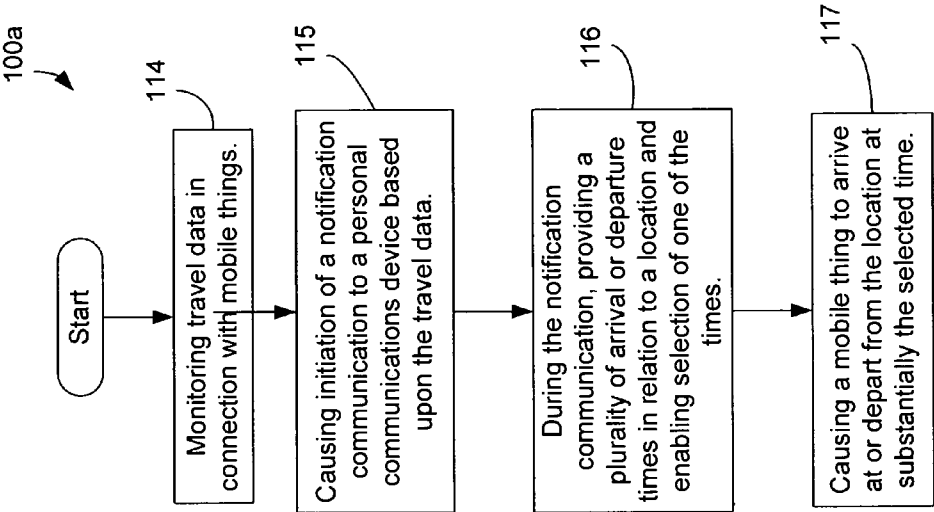 100a
Start
114
Monitoring travel data in
connection with mobile things.
115
Causing initiation of a notification
communication to a personal
communications device based
upon the travel data.
116
During the notification
communication, providing a
plurality of arrival or departure
times in relation to a location and
enabling selection of one of the
times.
117
Causing a mobile thing to arrive
at or depart from the location at
substantially the selected time.